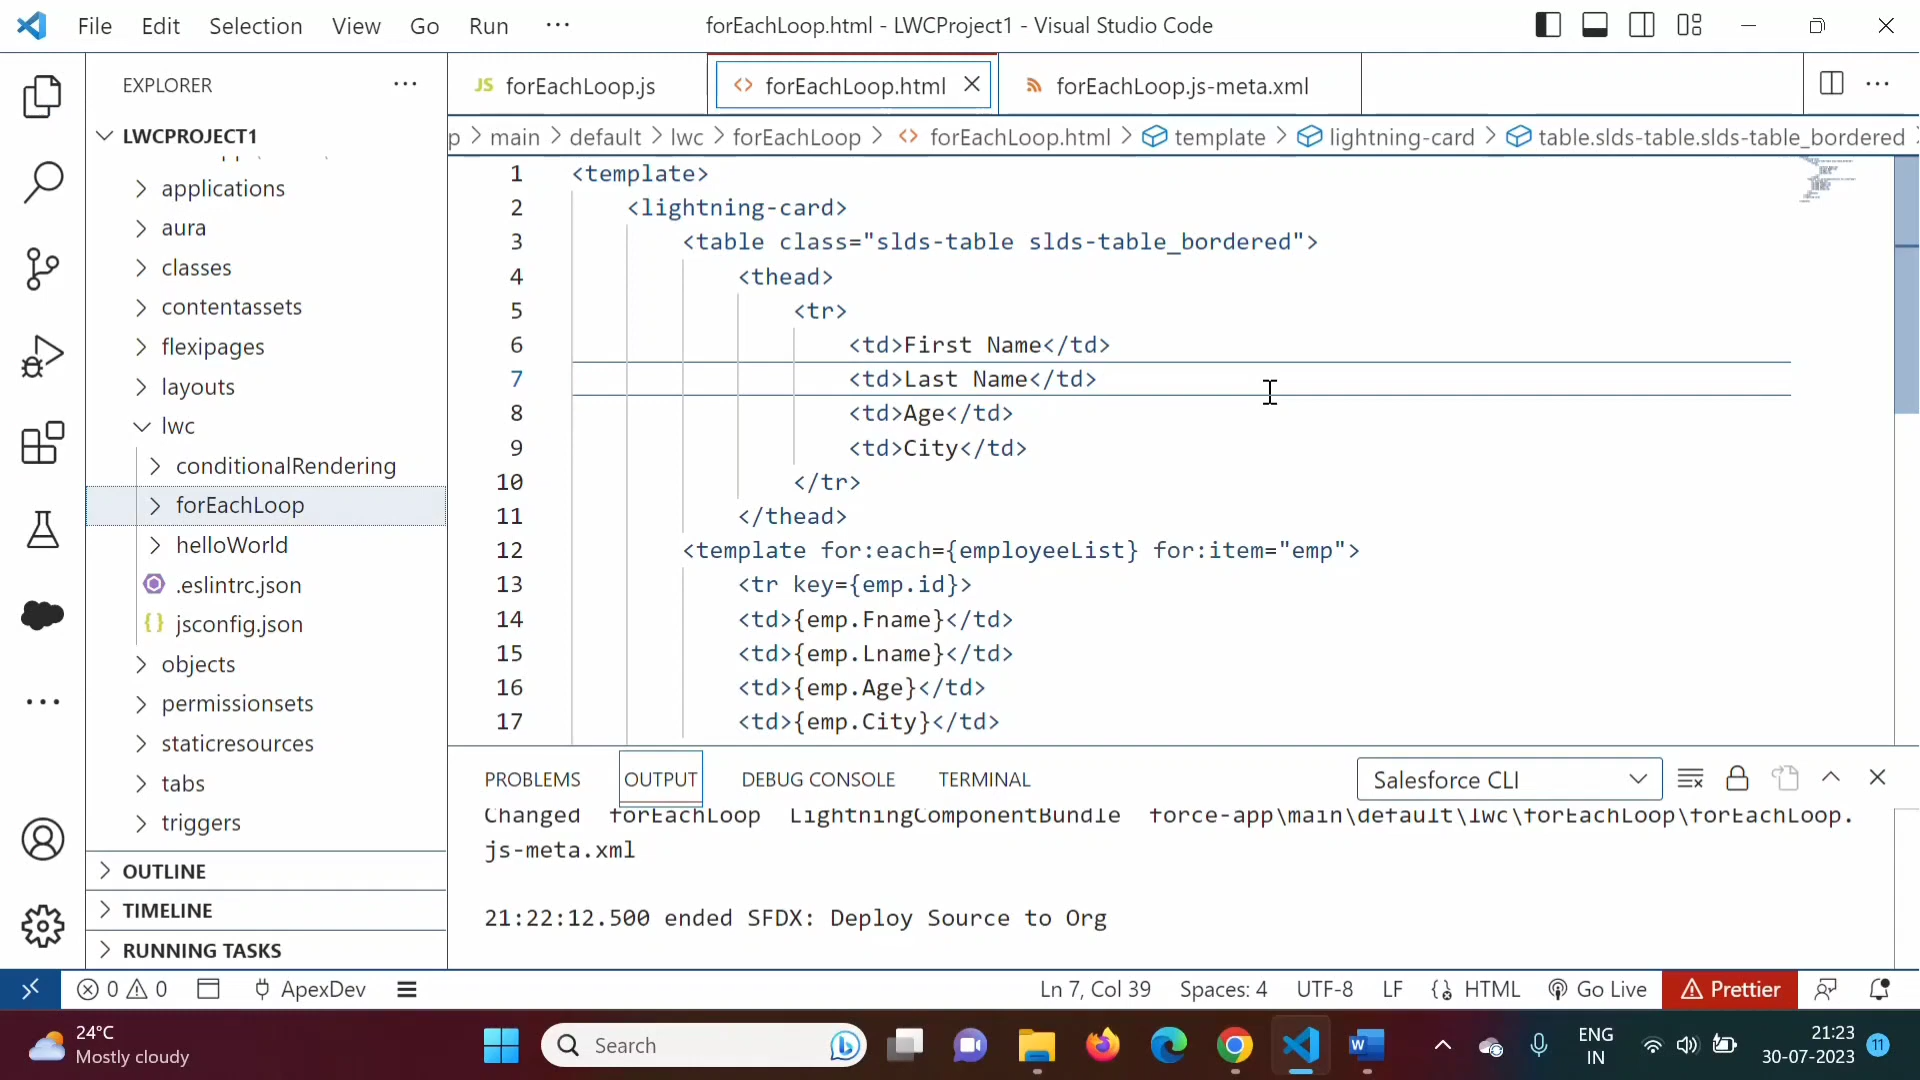 File Edit Selection View Go Run ··· forEachLoop.html - LWCProject1 - Visual Studio Code
EXPLORER ···
JS forEachLoop.js <> forEachLoop.html forEachLoop.js-meta.xml
LWCPROJECT1
p > main > default > lwc > forEachLoop > <> forEachLoop.html > template > lightning-card > table.slds-table.slds-table_bordered >
applications
aura
classes
contentassets
flexipages
layouts
lwc
conditionalRendering
forEachLoop
helloWorld
.eslintrc.json
{} jsconfig.json
objects
permissionsets
staticresources
tabs
triggers
OUTLINE
TIMELINE
RUNNING TASKS
1 <template>
2 <lightning-card>
3 <table class="slds-table slds-table_bordered">
4 <thead>
5 <tr>
6 <td>First Name</td>
7 <td>Last Name</td>
8 <td>Age</td>
9 <td>City</td>
10 </tr>
11 </thead>
12 <template for:each={employeeList} for:item="emp">
13 <tr key={emp.id}>
14 <td>{emp.Fname}</td>
15 <td>{emp.Lname}</td>
16 <td>{emp.Age}</td>
17 <td>{emp.City}</td>
PROBLEMS OUTPUT DEBUG CONSOLE TERMINAL Salesforce CLI
Changed forEachLoop LightningComponentBundle force-app\main\default\lwc\forEachLoop\forEachLoop.
js-meta.xml
21:22:12.500 ended SFDX: Deploy Source to Org
0 0 ApexDev Ln 7, Col 39 Spaces: 4 UTF-8 LF HTML Go Live Prettier
24°C
Mostly cloudy
Search
ENG
IN
21:23
30-07-2023
11